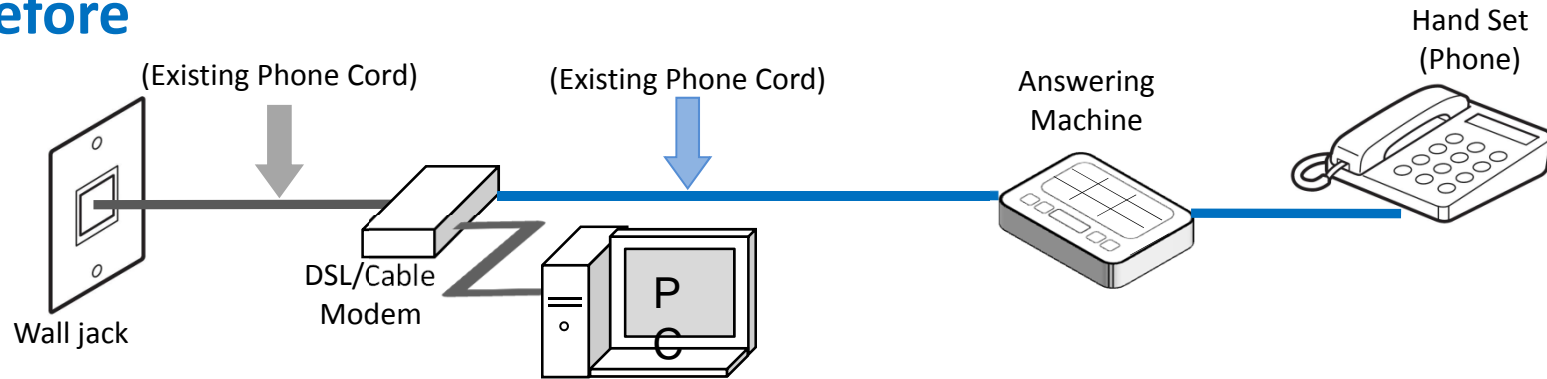 efore
Hand Set
(Phone)
(Existing Phone Cord)
(Existing Phone Cord)
Answering
Machine
DSL/Cable
Modem
P
C
Wall jack